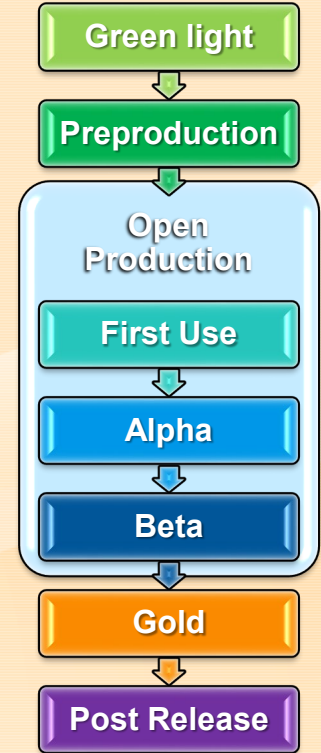 Green light
Preproduction
Open
Production
First Use
Alpha
Beta
Gold
Post Release